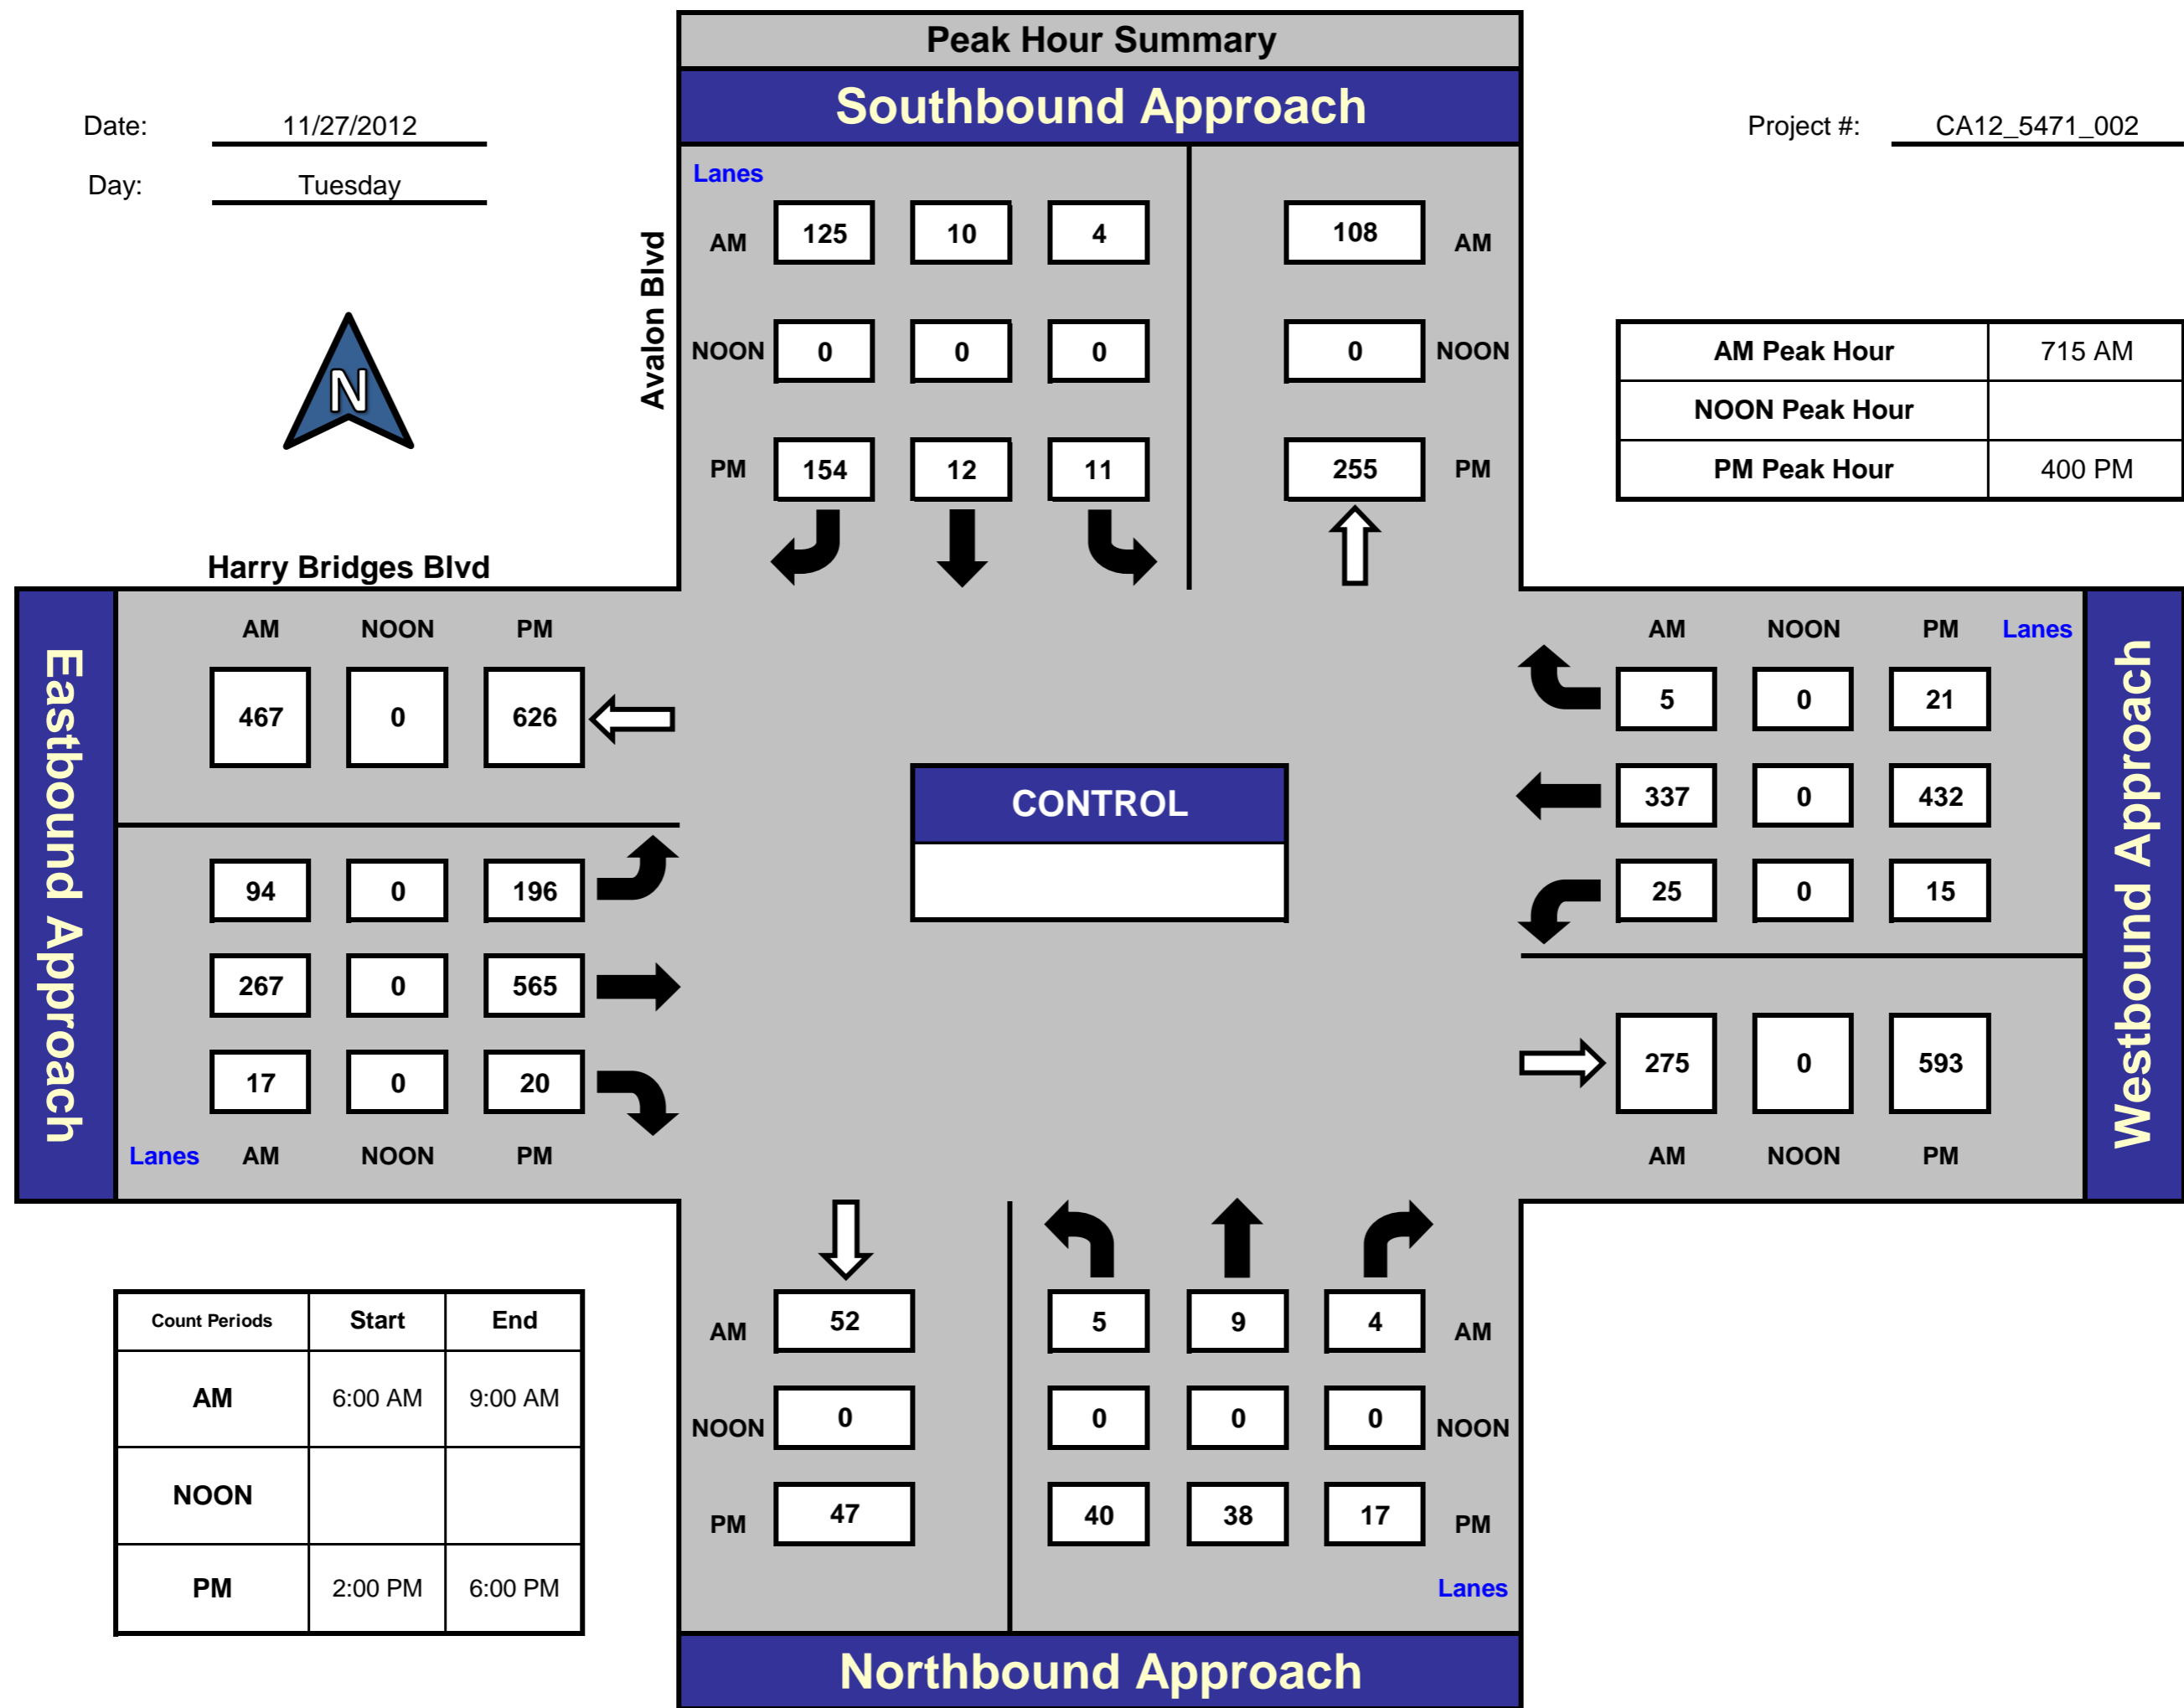 Peak Hour Summary
Southbound Approach
Date: 11/27/2012
Project #: CA12_5471_002
Day: Tuesday
Lanes
AM 125 10 4 108 AM
Avalon Blvd
N
NOON 0 0 0 0 NOON
AM Peak Hour 715 AM
NOON Peak Hour
PM Peak Hour 400 PM
PM 154 12 11 255 PM
Harry Bridges Blvd
Eastbound Approach
AM NOON PM
467 0 626
94 0 196
267 0 565
17 0 20
Lanes AM NOON PM
CONTROL
AM NOON PM Lanes
5 0 21
337 0 432
25 0 15
275 0 593
AM NOON PM
Westbound Approach
Count Periods Start End
AM 6:00 AM 9:00 AM
NOON
PM 2:00 PM 6:00 PM
AM 52 5 9 4 AM
NOON 0 0 0 0 NOON
PM 47 40 38 17 PM
Lanes
Northbound Approach